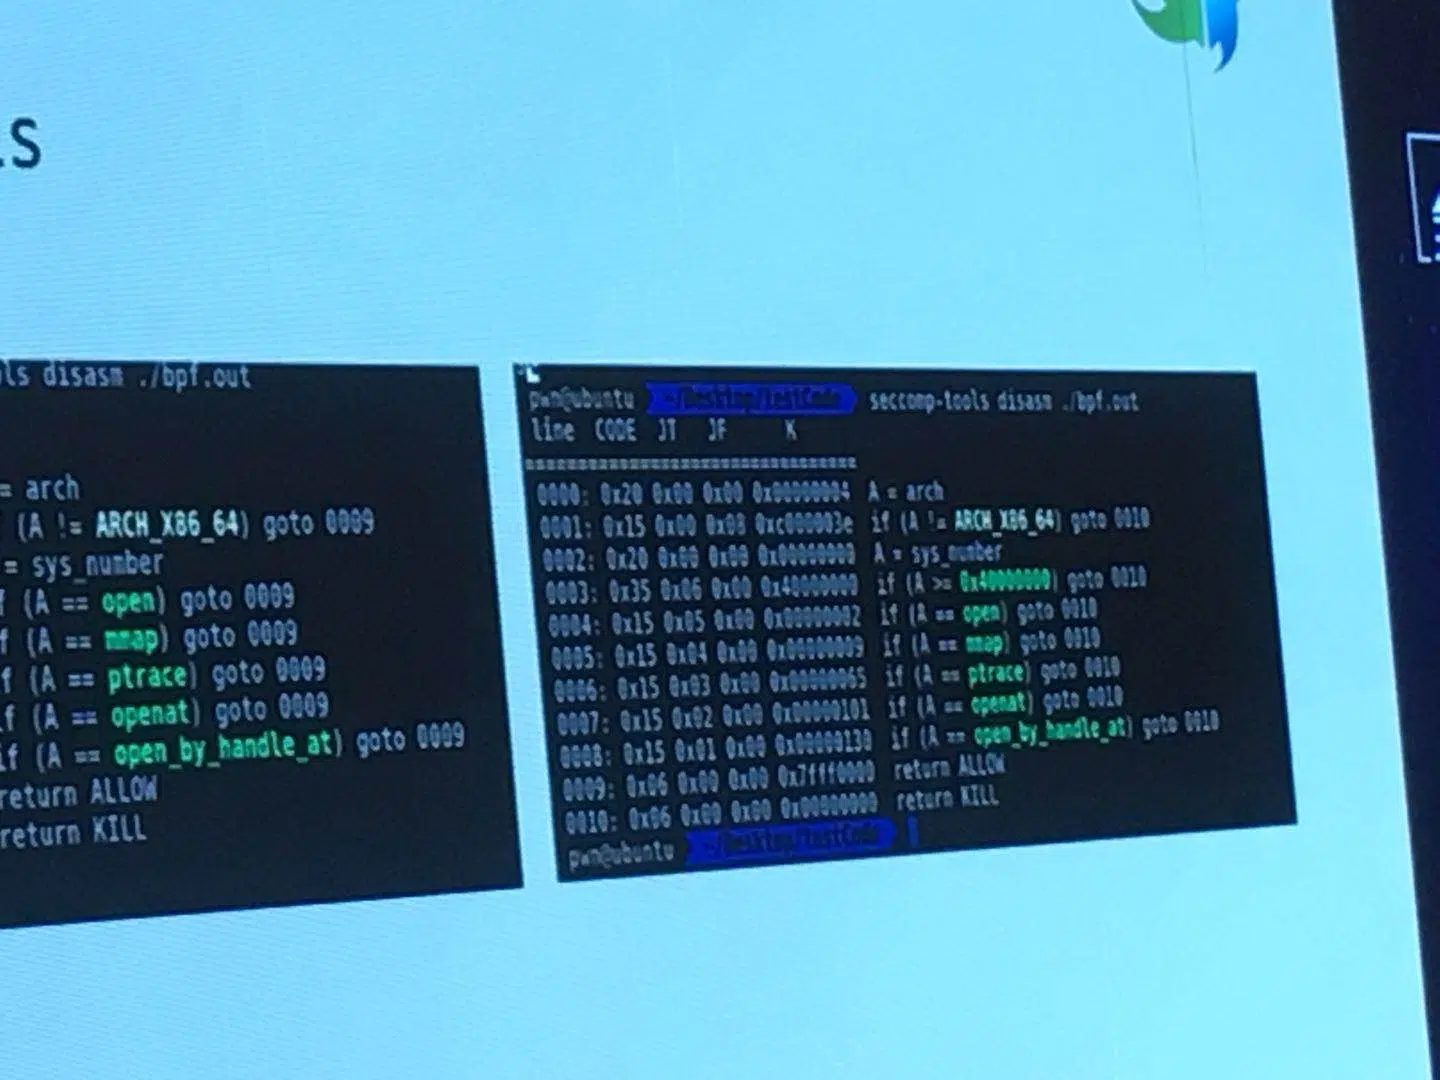 ls
ls disasm ./bpf.out
= arch
(A != ARCH_X86_64) goto 0009
= sys_number
f (A == open) goto 0009
f (A == mmap) goto 0009
f (A == ptrace) goto 0009
if (A == openat) goto 0009
if (A == open_by_handle_at) goto 0009
return ALLOW
return KILL
pwn@ubuntu ~/Desktop/testCode seccomp-tools disasm ./bpf.out
line CODE JT JF K
=================================
0000: 0x20 0x00 0x00 0x00000004 A = arch
0001: 0x15 0x00 0x08 0xc000003e if (A != ARCH_X86_64) goto 0010
0002: 0x20 0x00 0x00 0x00000000 A = sys_number
0003: 0x35 0x06 0x00 0x40000000 if (A >= 0x40000000) goto 0010
0004: 0x15 0x05 0x00 0x00000002 if (A == open) goto 0010
0005: 0x15 0x04 0x00 0x00000009 if (A == mmap) goto 0010
0006: 0x15 0x03 0x00 0x00000065 if (A == ptrace) goto 0010
0007: 0x15 0x02 0x00 0x00000101 if (A == openat) goto 0010
0008: 0x15 0x01 0x00 0x00000130 if (A == open_by_handle_at) goto 0010
0009: 0x06 0x00 0x00 0x7fff0000 return ALLOW
0010: 0x06 0x00 0x00 0x00000000 return KILL
pwn@ubuntu ~/Desktop/testCode